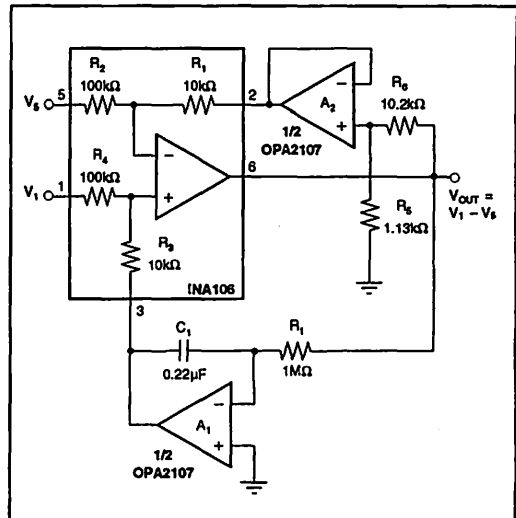 R₂
100kΩ
R₁
10kΩ
5
V₅
2
A₂
–
+
1/2
OPA2107
R₆
10.2kΩ
R₄
100kΩ
1
V₁
–
+
6
V_OUT =
V₁ – V₅
R₅
1.13kΩ
R₃
10kΩ
INA106
3
C₁
0.22µF
R₁
1MΩ
A₁
–
+
1/2
OPA2107